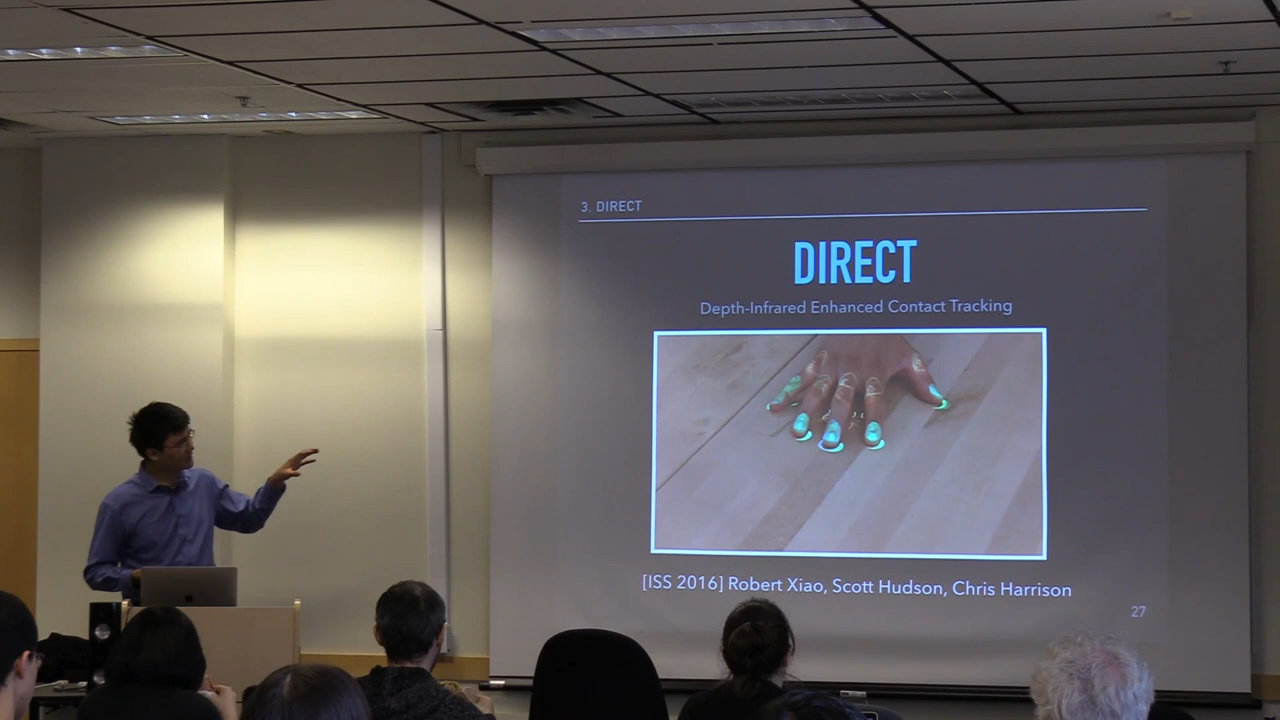 3. DIRECT
DIRECT
Depth-Infrared Enhanced Contact Tracking
[ISS 2016] Robert Xiao, Scott Hudson, Chris Harrison
27